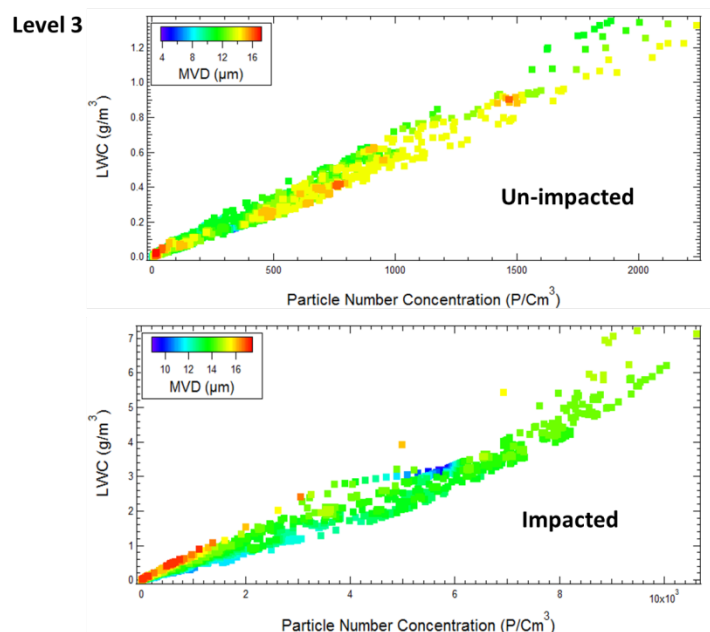 Level 3
1.2
1.0
0.8
0.6
0.4
0.2
0.0
LWC (g/m³)
4 8 12 16
MVD (µm)
Un-impacted
0 500 1000 1500 2000
Particle Number Concentration (P/Cm³)
7
6
5
4
3
2
1
0
LWC (g/m³)
10 12 14 16
MVD (µm)
Impacted
0 2 4 6 8 10x10³
Particle Number Concentration (P/Cm³)